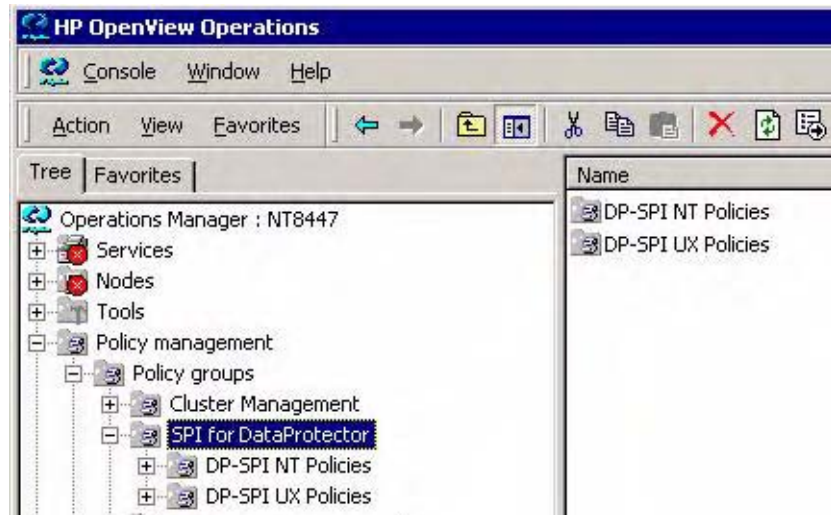 HP OpenView Operations
Console Window Help
Action View Favorites
Tree Favorites
Name
Operations Manager : NT8447
Services
Nodes
Tools
Policy management
Policy groups
Cluster Management
SPI for DataProtector
DP-SPI NT Policies
DP-SPI UX Policies
DP-SPI NT Policies
DP-SPI UX Policies